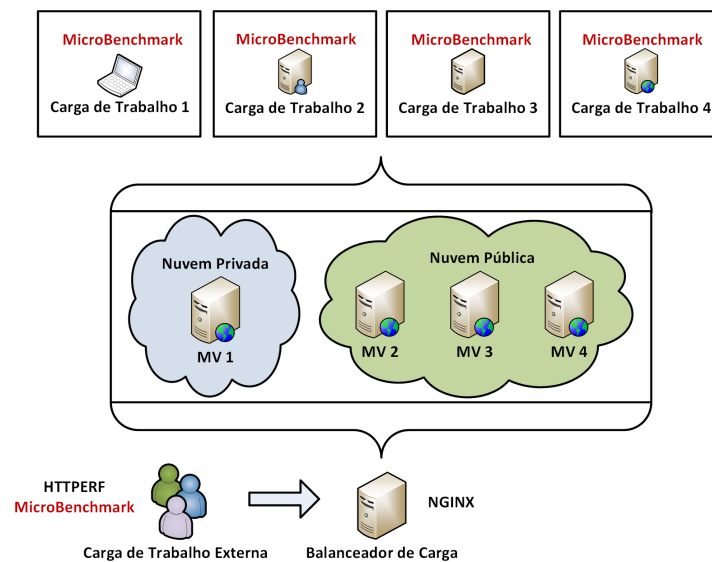 MicroBenchmark
Carga de Trabalho 1
MicroBenchmark
Carga de Trabalho 2
MicroBenchmark
Carga de Trabalho 3
MicroBenchmark
Carga de Trabalho 4
Nuvem Privada
MV 1
Nuvem Pública
MV 2
MV 3
MV 4
HTTPERF
MicroBenchmark
Carga de Trabalho Externa
NGINX
Balanceador de Carga